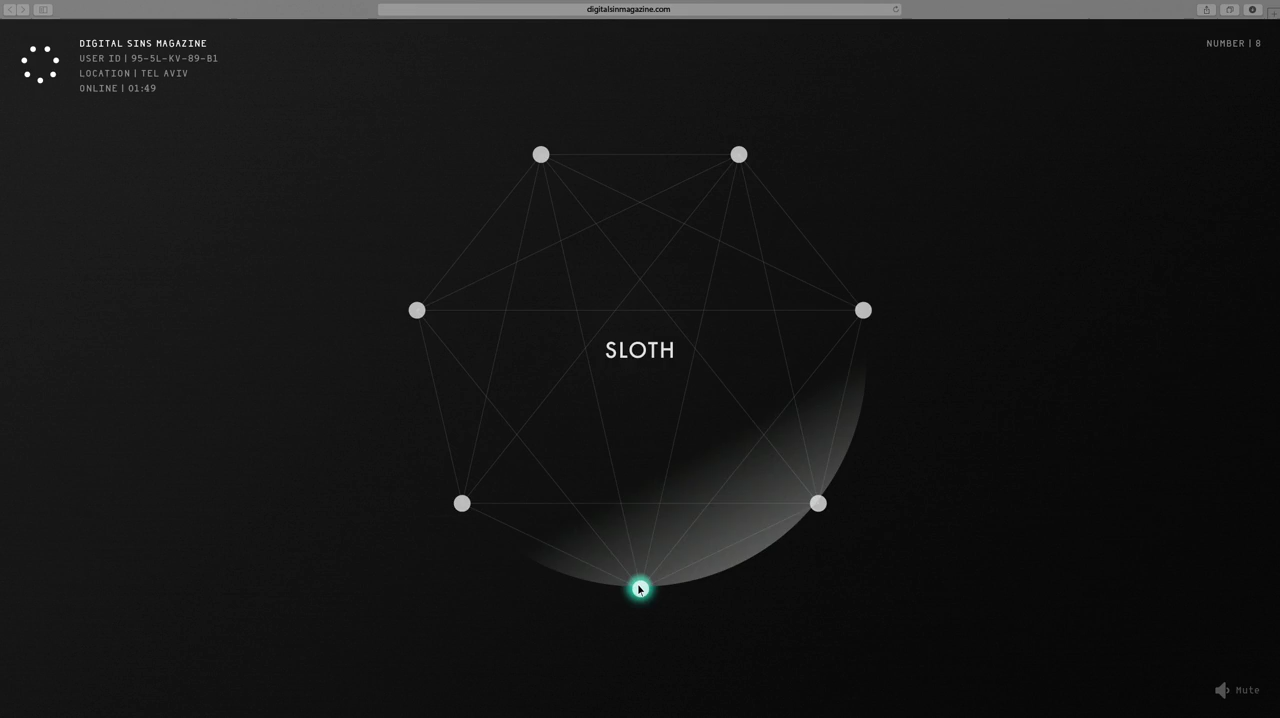 digitalsinmagazine.com
DIGITAL SINS MAGAZINE
USER ID | 95-5L-KV-89-B1
LOCATION | TEL AVIV
ONLINE | 01:49
NUMBER | 8
SLOTH
Mute